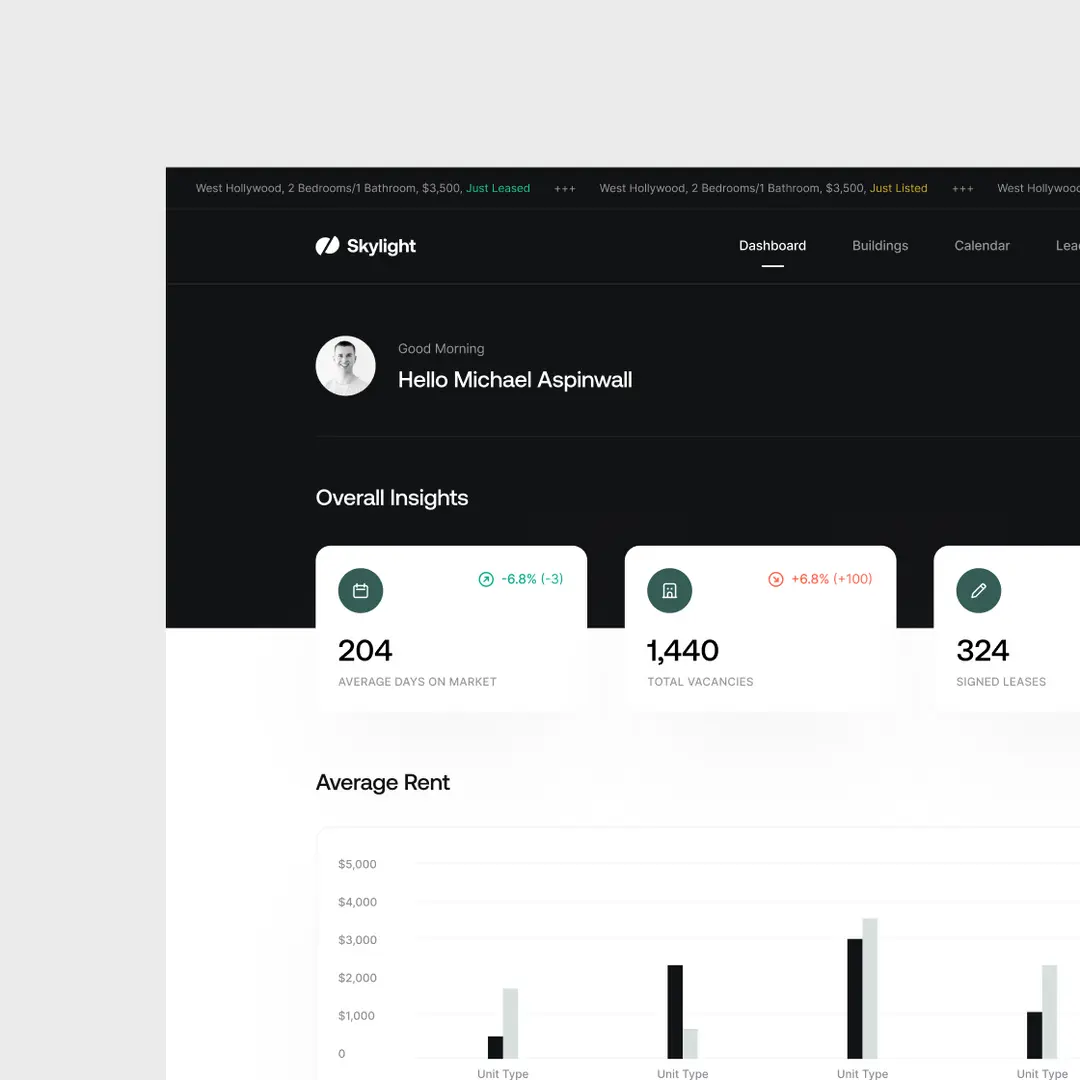 West Hollywood, 2 Bedrooms/1 Bathroom, $3,500, Just Leased +++ West Hollywood, 2 Bedrooms/1 Bathroom, $3,500, Just Listed +++ West Hollywood
Skylight Dashboard Buildings Calendar Lea
Good Morning
Hello Michael Aspinwall
Overall Insights
-6.8% (-3) +6.8% (+100)
204 1,440 324
AVERAGE DAYS ON MARKET TOTAL VACANCIES SIGNED LEASES
Average Rent
$5,000
$4,000
$3,000
$2,000
$1,000
0
Unit Type Unit Type Unit Type Unit Type